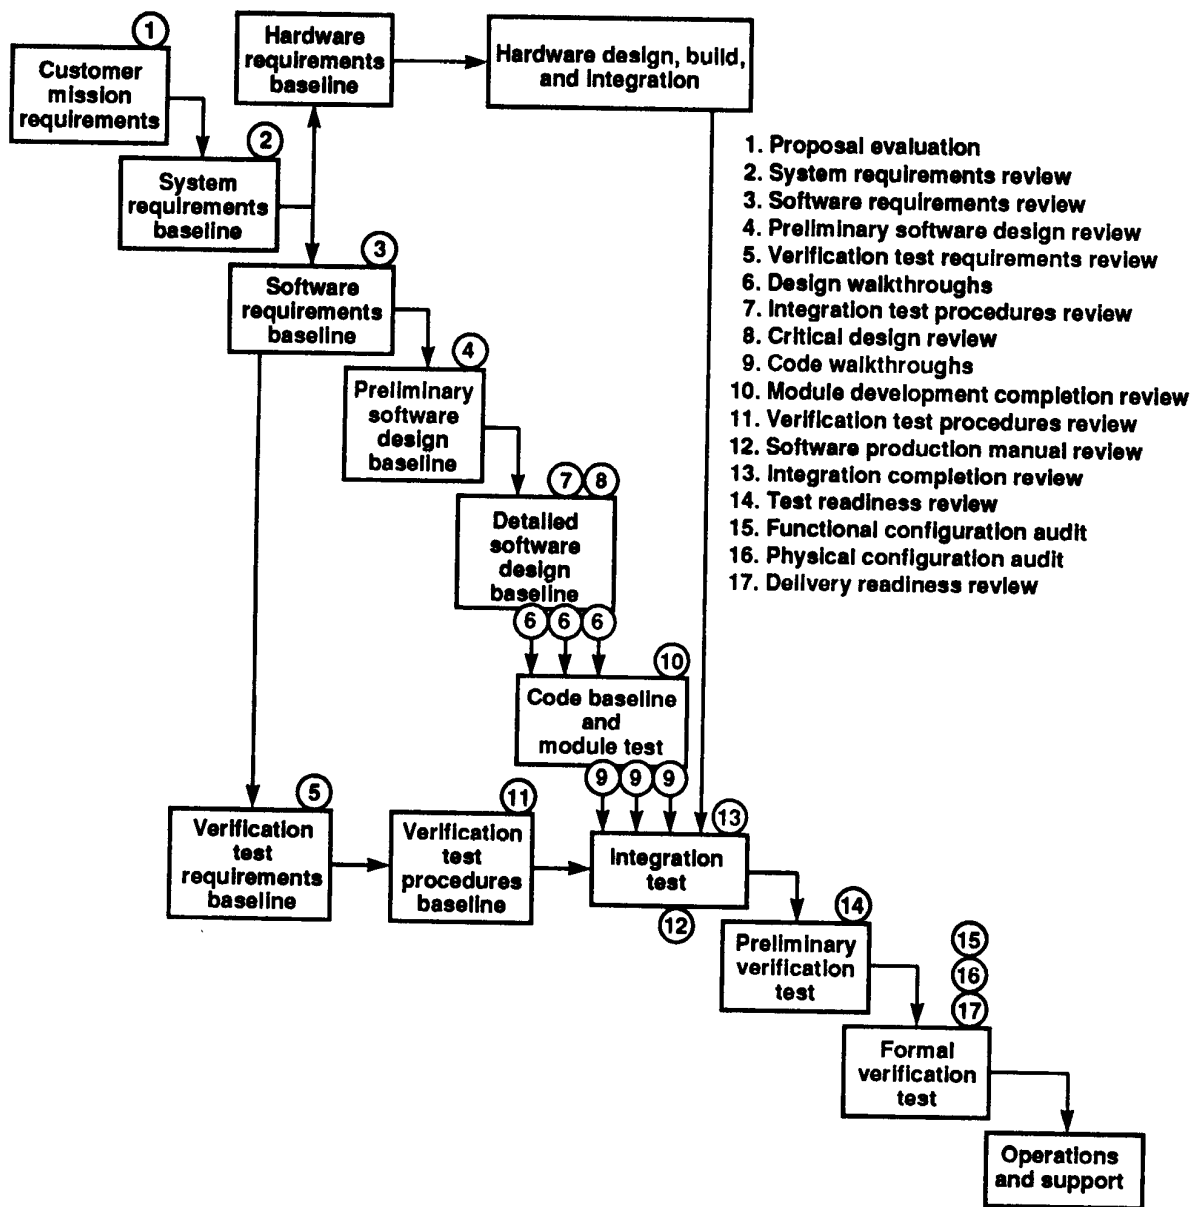 1
Customer
mission
requirements
Hardware
requirements
baseline
Hardware design, build,
and integration
2
System
requirements
baseline
3
Software
requirements
baseline
4
Preliminary
software
design
baseline
7 8
Detailed
software
design
baseline
6 6 6
10
Code baseline
and
module test
9 9 9
5
Verification
test
requirements
baseline
11
Verification
test
procedures
baseline
13
Integration
test
12
14
Preliminary
verification
test
15
16
17
Formal
verification
test
Operations
and support
1. Proposal evaluation
2. System requirements review
3. Software requirements review
4. Preliminary software design review
5. Verification test requirements review
6. Design walkthroughs
7. Integration test procedures review
8. Critical design review
9. Code walkthroughs
10. Module development completion review
11. Verification test procedures review
12. Software production manual review
13. Integration completion review
14. Test readiness review
15. Functional configuration audit
16. Physical configuration audit
17. Delivery readiness review